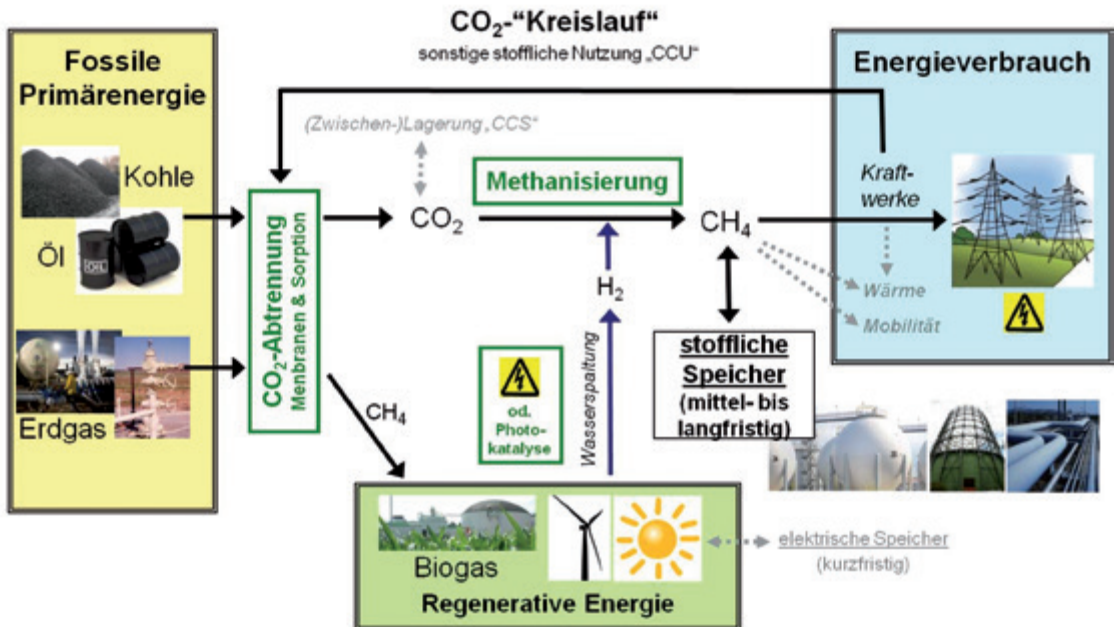 CO₂-“Kreislauf“
sonstige stoffliche Nutzung „CCU“
Fossile
Primärenergie
Kohle
Öl
OIL
Erdgas
CO₂-Abtrennung
Menbranen & Sorption
(Zwischen-)Lagerung „CCS“
CO₂
Methanisierung
CH₄
H₂
Wasserspaltung
od.
Photo-
katalyse
CH₄
stoffliche
Speicher
(mittel- bis
langfristig)
Energieverbrauch
Kraft-
werke
Wärme
Mobilität
Biogas
Regenerative Energie
elektrische Speicher
(kurzfristig)